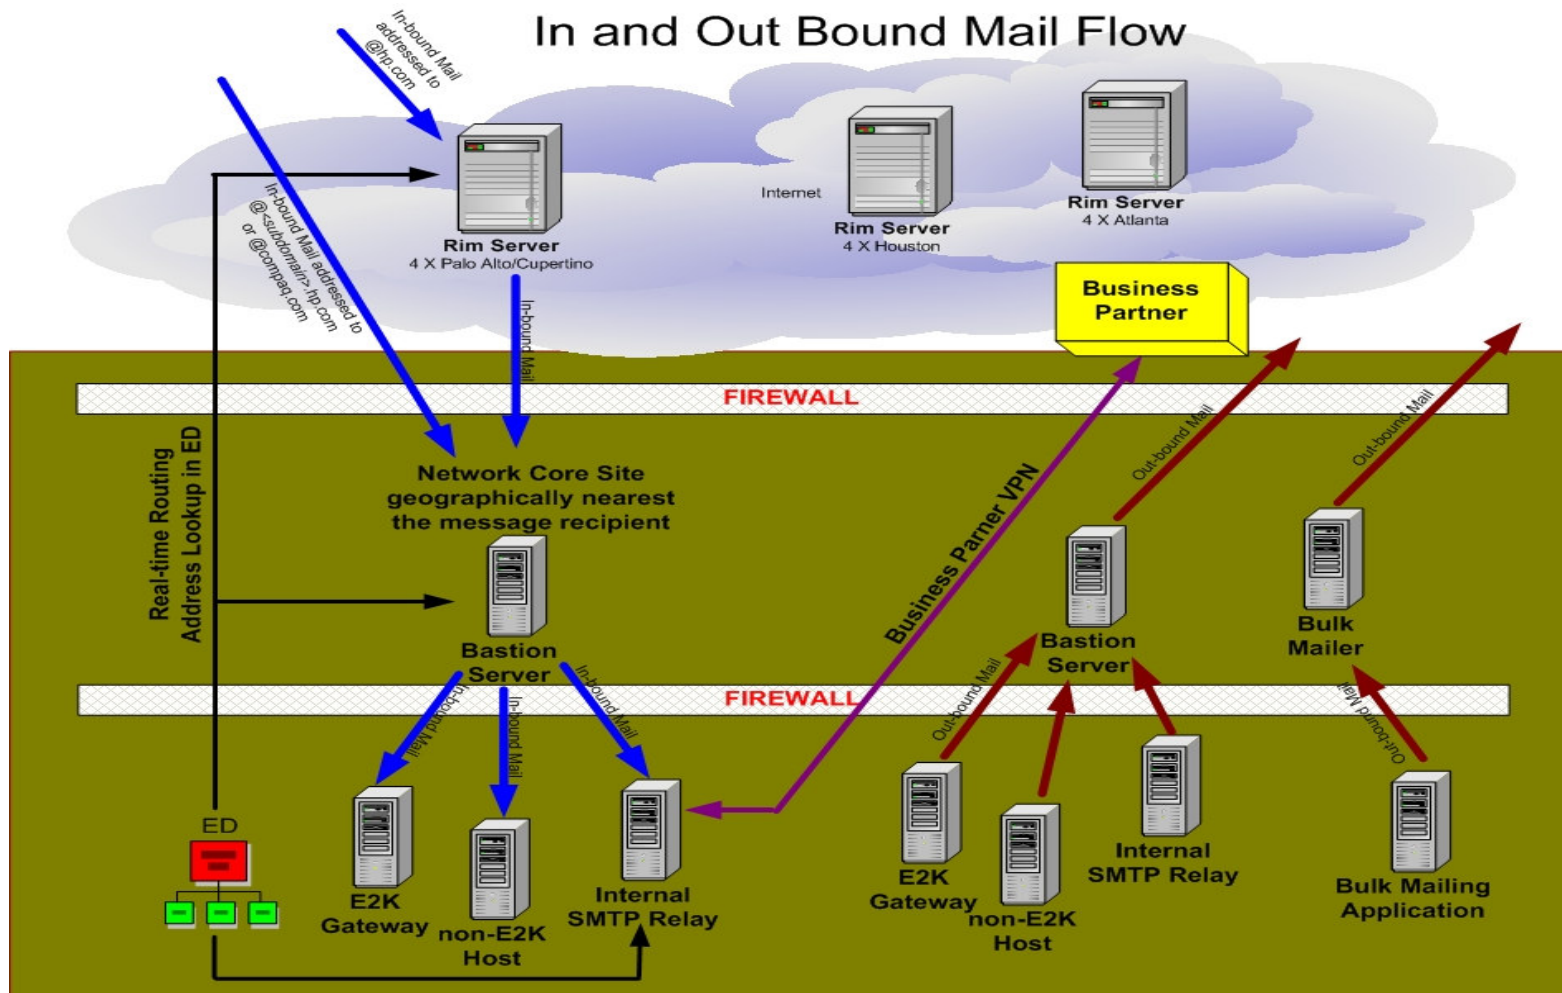 In and Out Bound Mail Flow
In-bound Mail
addressed to
@hp.com
In-bound Mail addressed to
@<subdomain>.hp.com
or @compaq.com
Rim Server
4 X Palo Alto/Cupertino
Internet
Rim Server
4 X Houston
Rim Server
4 X Atlanta
Business
Partner
In-bound Mail
FIREWALL
Network Core Site
geographically nearest
the message recipient
Real-time Routing
Address Lookup in ED
Business Parner VPN
Out-bound Mail
Out-bound Mail
Bastion
Server
Bastion
Server
Bulk
Mailer
FIREWALL
In-bound Mail
In-bound Mail
In-bound Mail
Out-bound Mail
Out-bound Mail
ED
E2K
Gateway
non-E2K
Host
Internal
SMTP Relay
E2K
Gateway
non-E2K
Host
Internal
SMTP Relay
Bulk Mailing
Application